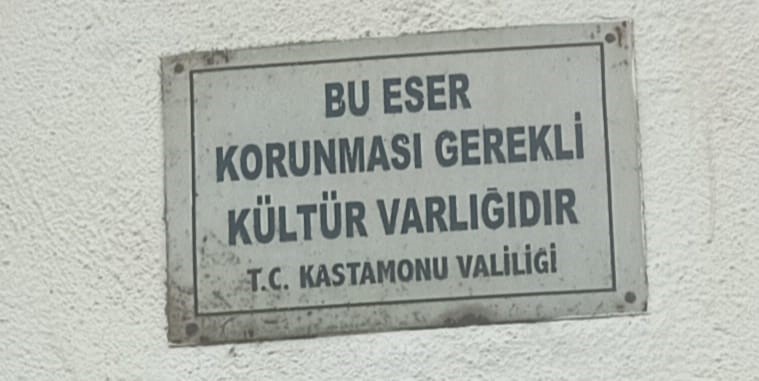 BU ESER
KORUNMASI GEREKLİ
KÜLTÜR VARLIĞIDIR
T.C. KASTAMONU VALİLİĞİ